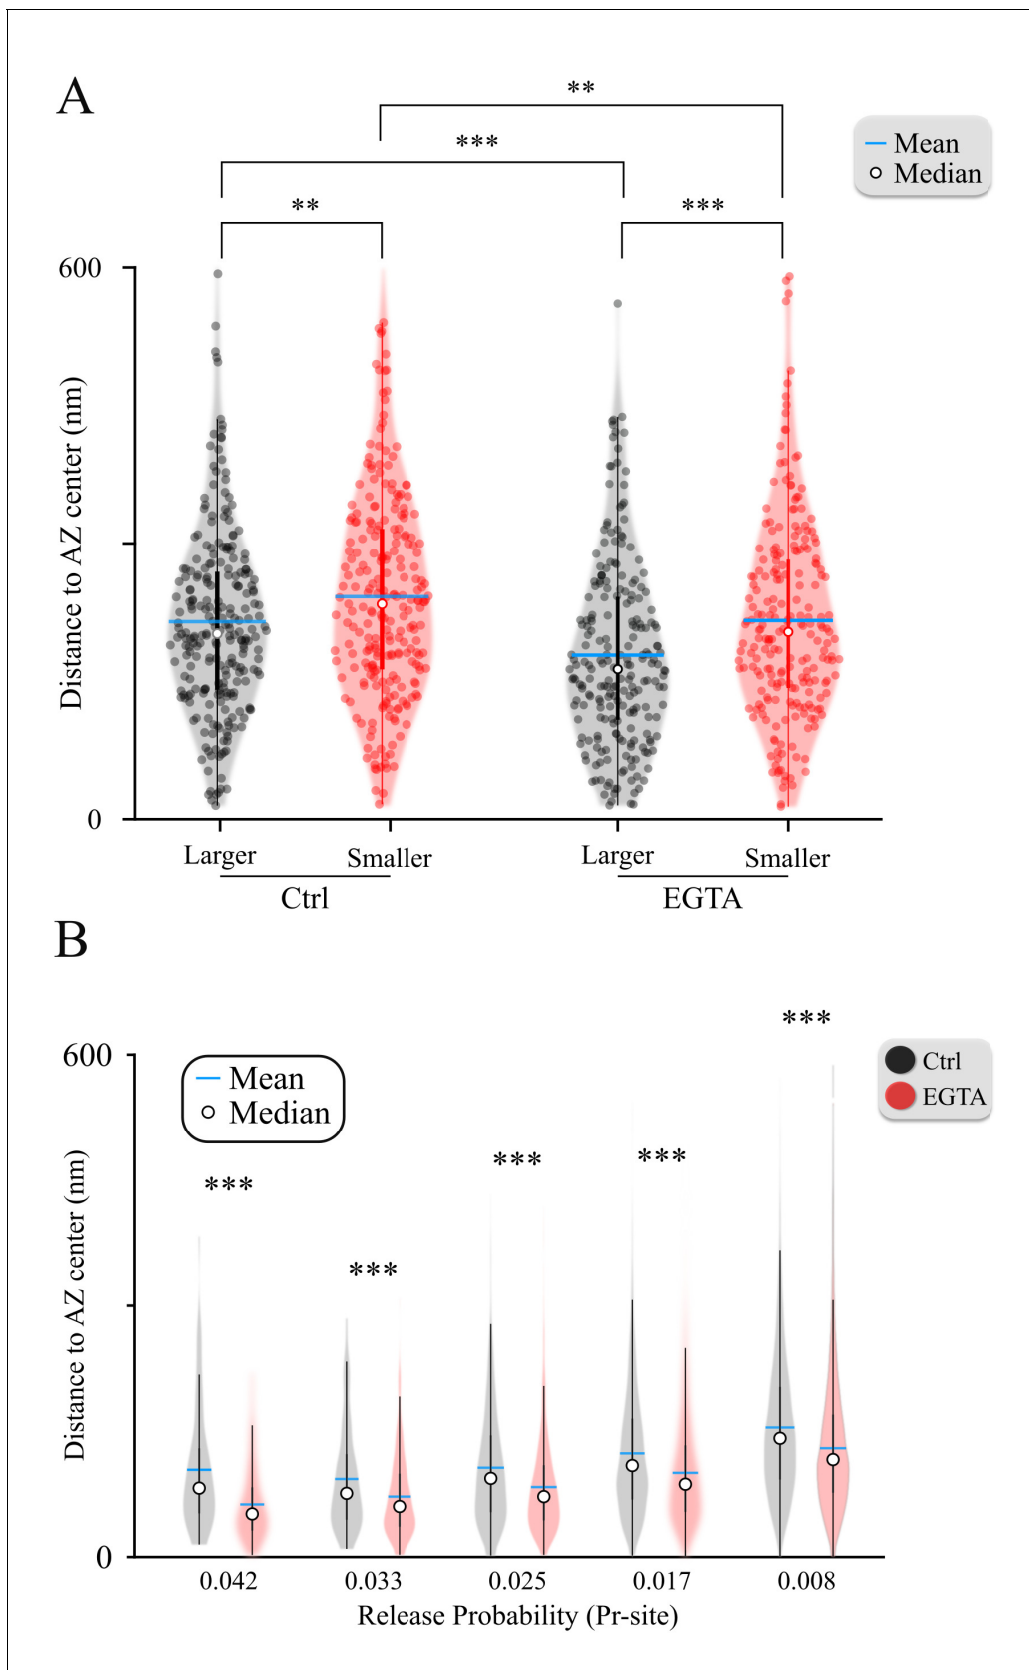 A
**
***
**
***
Mean
Median
600
0
Distance to AZ center (nm)
Larger
Smaller
Larger
Smaller
Ctrl
EGTA
B
***
600
Mean
Median
Ctrl
EGTA
***
***
***
***
0
Distance to AZ center (nm)
0.042
0.033
0.025
0.017
0.008
Release Probability (Pr-site)